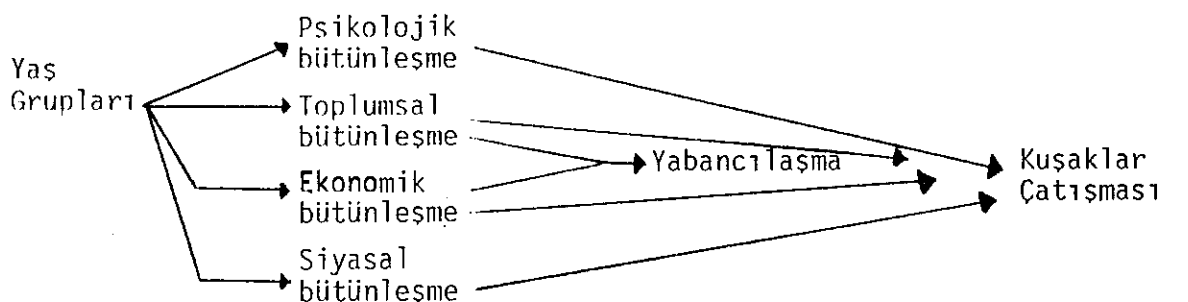 Yaş
Grupları
Psikolojik
bütünleşme
Toplumsal
bütünleşme
Ekonomik
bütünleşme
Siyasal
bütünleşme
Yabancılaşma
Kuşaklar
Çatışması